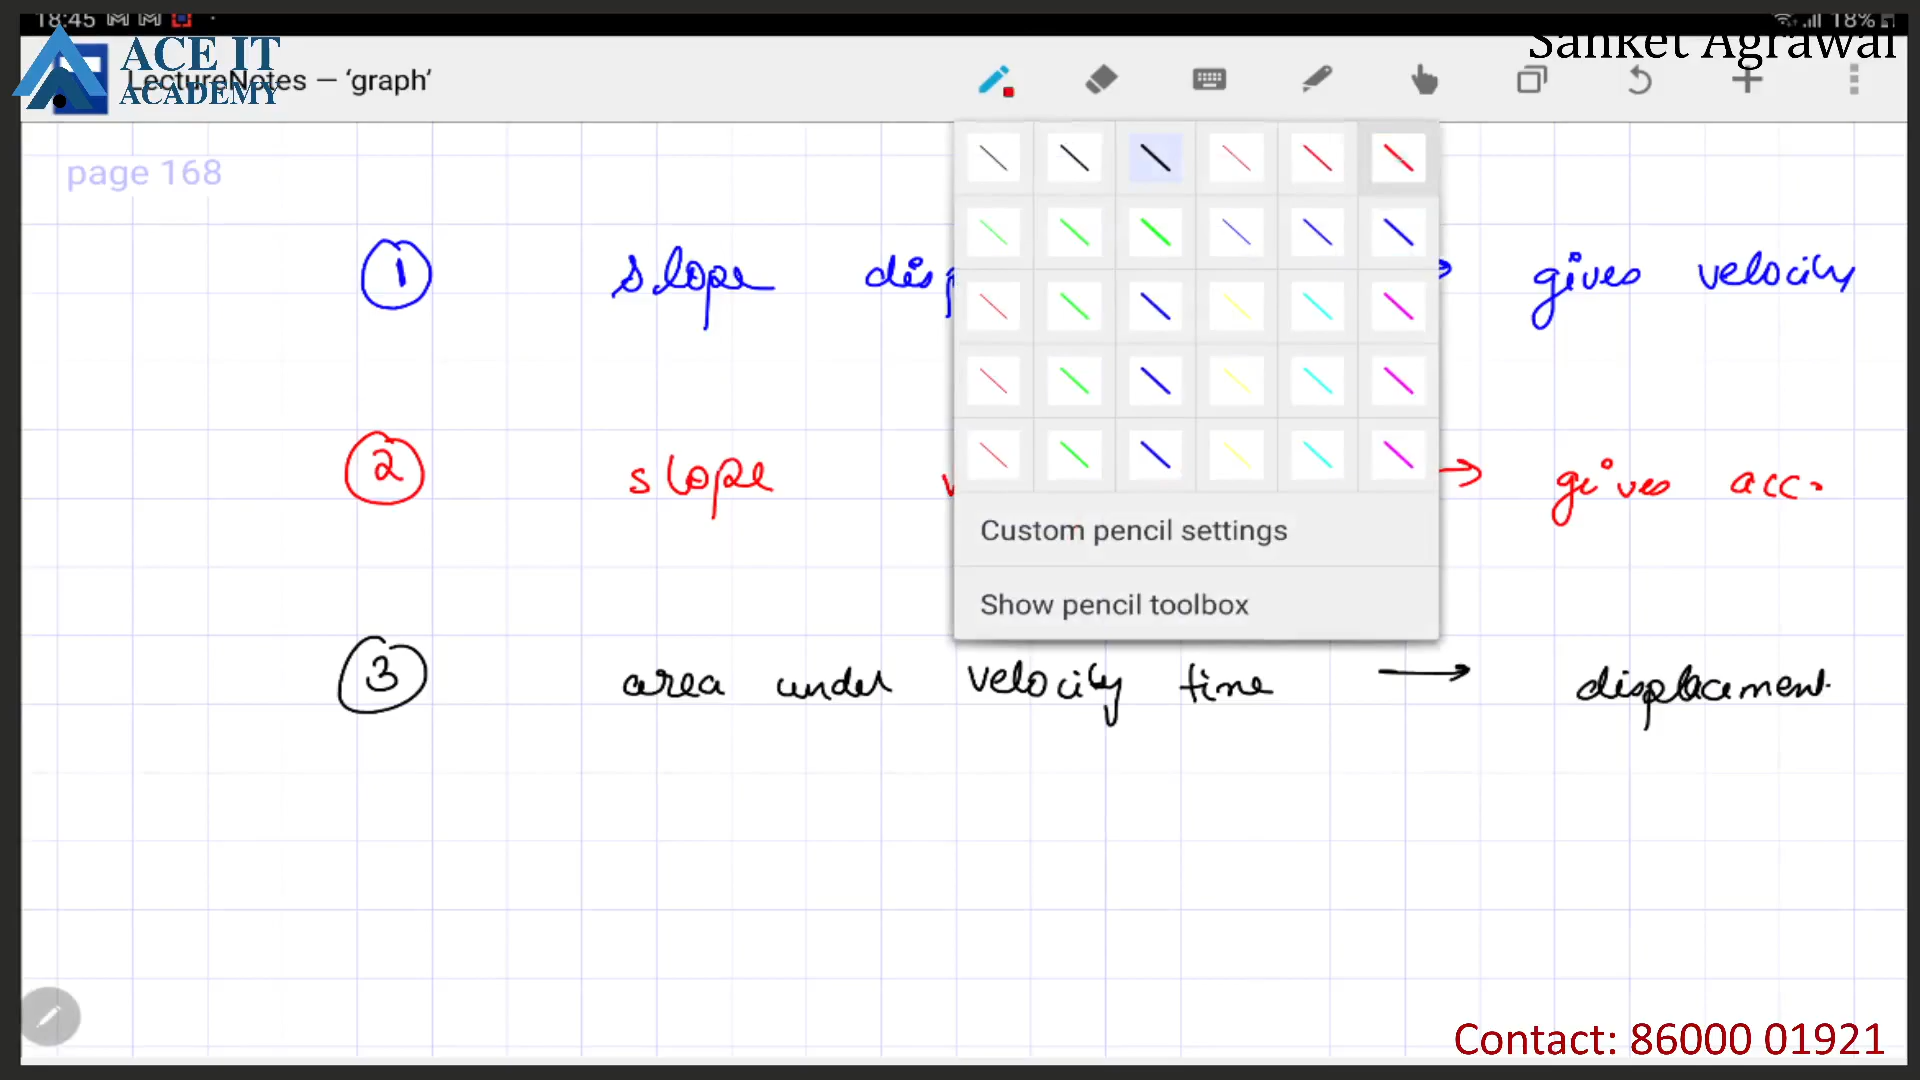 18:45 18%
ACE IT
ACADEMY
LectureNotes – ‘graph’
Sanket Agrawal
page 168
1 slope gives velocity
2 slope gives acc.
Custom pencil settings
Show pencil toolbox
3 area under velocity time → displacement.
Contact: 86000 01921